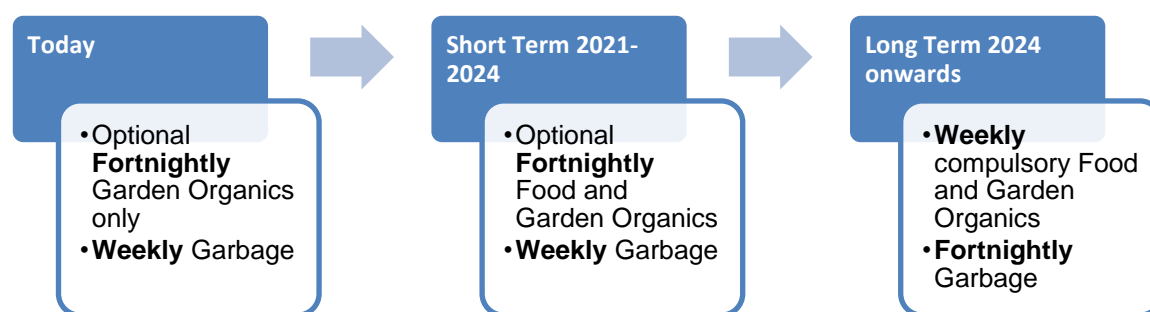 Today
•Optional
Fortnightly
Garden Organics
only
•Weekly Garbage
Short Term 2021-
2024
•Optional
Fortnightly
Food and
Garden Organics
•Weekly Garbage
Long Term 2024
onwards
•Weekly
compulsory Food
and Garden
Organics
•Fortnightly
Garbage